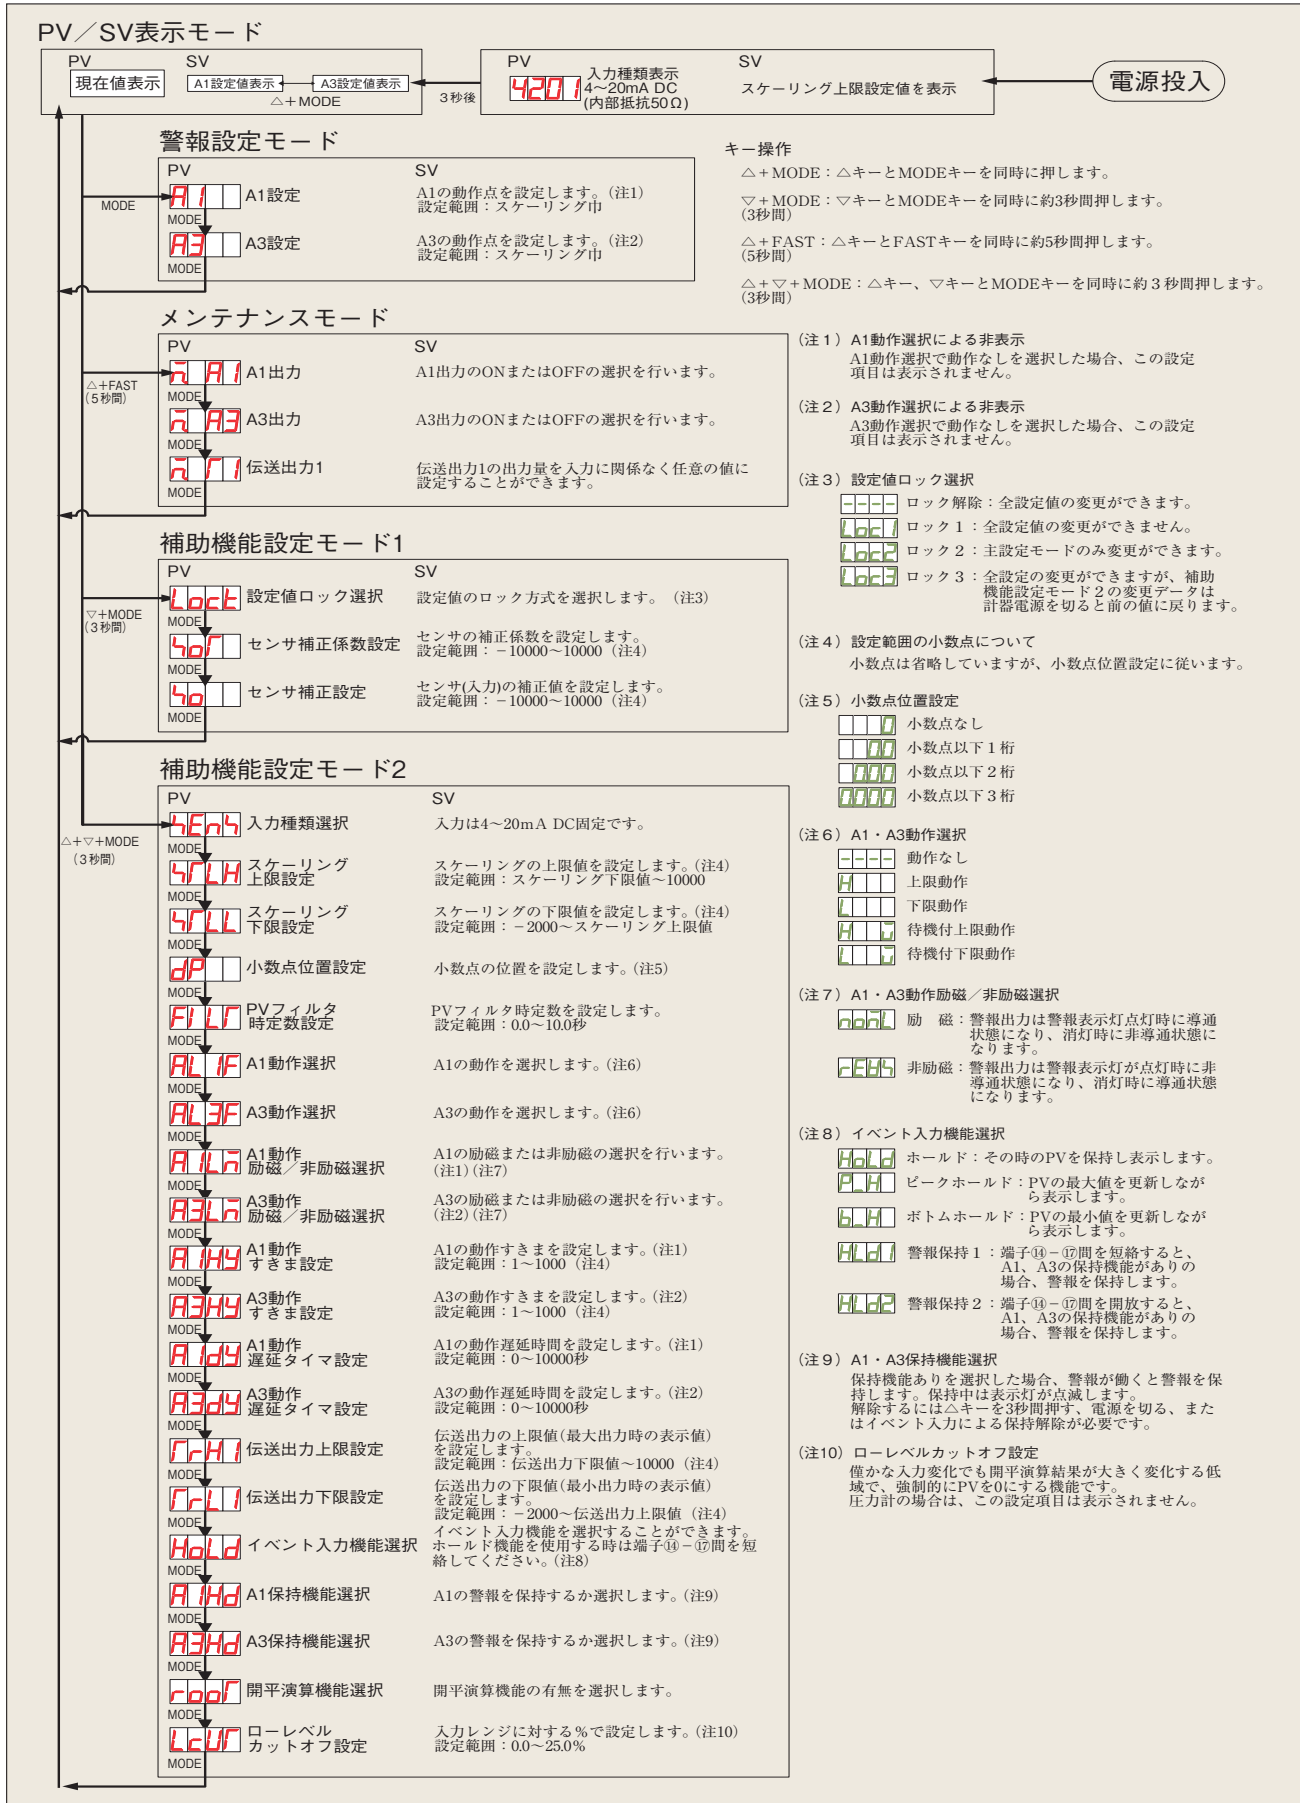 PV／SV表示モード
PV SV
現在値表示 A1設定値表示 A3設定値表示
△＋MODE
3秒後
PV SV
4201 入力種類表示
4～20mA DC
(内部抵抗50Ω)
スケーリング上限設定値を表示
電源投入
警報設定モード
PV SV
MODE
A1 A1設定 A1の動作点を設定します。(注1)
設定範囲：スケーリング巾
MODE
A3 A3設定 A3の動作点を設定します。(注2)
設定範囲：スケーリング巾
MODE
キー操作
△＋MODE：△キーとMODEキーを同時に押します。
▽＋MODE：▽キーとMODEキーを同時に約3秒間押します。
(3秒間)
△＋FAST：△キーとFASTキーを同時に約5秒間押します。
(5秒間)
△＋▽＋MODE：△キー、▽キーとMODEキーを同時に約３秒間押します。
(3秒間)
メンテナンスモード
PV SV
△＋FAST
(５秒間)
A1出力 A1出力のONまたはOFFの選択を行います。
MODE
A3出力 A3出力のONまたはOFFの選択を行います。
MODE
伝送出力1 伝送出力1の出力量を入力に関係なく任意の値に
設定することができます。
MODE
補助機能設定モード1
PV SV
▽＋MODE
(３秒間)
Lock 設定値ロック選択 設定値のロック方式を選択します。（注3）
MODE
SoT センサ補正係数設定 センサの補正係数を設定します。
設定範囲：−10000～10000（注4）
MODE
So センサ補正設定 センサ(入力)の補正値を設定します。
設定範囲：−10000～10000（注4）
MODE
補助機能設定モード2
PV SV
△＋▽＋MODE
(３秒間)
SEnS 入力種類選択 入力は4～20mA DC固定です。
MODE
STLH スケーリング
上限設定
スケーリングの上限値を設定します。(注4)
設定範囲：スケーリング下限値～10000
MODE
STLL スケーリング
下限設定
スケーリングの下限値を設定します。(注4)
設定範囲：−2000～スケーリング上限値
MODE
dP 小数点位置設定 小数点の位置を設定します。(注5)
MODE
FILT PVフィルタ
時定数設定
PVフィルタ時定数を設定します。
設定範囲：0.0～10.0秒
MODE
AL1F A1動作選択 A1の動作を選択します。(注6)
MODE
AL3F A3動作選択 A3の動作を選択します。(注6)
MODE
A1動作
励磁／非励磁選択
A1の励磁または非励磁の選択を行います。
(注1)(注7)
MODE
A3動作
励磁／非励磁選択
A3の励磁または非励磁の選択を行います。
(注2)(注7)
MODE
A1HY A1動作
すきま設定
A1の動作すきまを設定します。(注1)
設定範囲：1～1000（注4）
MODE
A3HY A3動作
すきま設定
A3の動作すきまを設定します。(注2)
設定範囲：1～1000（注4）
MODE
A1dY A1動作
遅延タイマ設定
A1の動作遅延時間を設定します。(注1)
設定範囲：0～10000秒
MODE
A3dY A3動作
遅延タイマ設定
A3の動作遅延時間を設定します。(注2)
設定範囲：0～10000秒
MODE
TrH1 伝送出力上限設定 伝送出力の上限値(最大出力時の表示値)
を設定します。
設定範囲：伝送出力下限値～10000（注4）
MODE
TrL1 伝送出力下限設定 伝送出力の下限値(最小出力時の表示値)
を設定します。
設定範囲：−2000～伝送出力上限値（注4）
MODE
HoLd イベント入力機能選択 イベント入力機能を選択することができます。
ホールド機能を使用する時は端子⑭−⑰間を短
絡してください。(注8)
MODE
A1Hd A1保持機能選択 A1の警報を保持するか選択します。(注9)
MODE
A3Hd A3保持機能選択 A3の警報を保持するか選択します。(注9)
MODE
rooT 開平演算機能選択 開平演算機能の有無を選択します。
MODE
LcUT ローレベル
カットオフ設定
入力レンジに対する%で設定します。(注10)
設定範囲：0.0～25.0%
MODE
(注１) A1動作選択による非表示
A1動作選択で動作なしを選択した場合、この設定
項目は表示されません。
(注２) A3動作選択による非表示
A3動作選択で動作なしを選択した場合、この設定
項目は表示されません。
(注３) 設定値ロック選択
---- ロック解除：全設定値の変更ができます。
Loc1 ロック１：全設定値の変更ができません。
Loc2 ロック２：主設定モードのみ変更ができます。
Loc3 ロック３：全設定の変更ができますが、補助
機能設定モード２の変更データは
計器電源を切ると前の値に戻ります。
(注４) 設定範囲の小数点について
小数点は省略していますが、小数点位置設定に従います。
(注５) 小数点位置設定
0 小数点なし
00 小数点以下１桁
000 小数点以下２桁
0000 小数点以下３桁
(注６) A1・A3動作選択
---- 動作なし
H 上限動作
L 下限動作
待機付上限動作
待機付下限動作
(注７) A1・A3動作励磁／非励磁選択
励　磁：警報出力は警報表示灯点灯時に導通
状態になり、消灯時に非導通状態に
なります。
非励磁：警報出力は警報表示灯が点灯時に非
導通状態になり、消灯時に導通状態
になります。
(注８) イベント入力機能選択
HoLd ホールド：その時のPVを保持し表示します。
P_H ピークホールド：PVの最大値を更新しなが
ら表示します。
b_H ボトムホールド：PVの最小値を更新しなが
ら表示します。
HLd1 警報保持１：端子⑭−⑰間を短絡すると、
A1、A3の保持機能がありの
場合、警報を保持します。
HLd2 警報保持２：端子⑭−⑰間を開放すると、
A1、A3の保持機能がありの
場合、警報を保持します。
(注９) A1・A3保持機能選択
保持機能ありを選択した場合、警報が働くと警報を保
持します。保持中は表示灯が点滅します。
解除するには△キーを3秒間押す、電源を切る、また
はイベント入力による保持解除が必要です。
(注10) ローレベルカットオフ設定
僅かな入力変化でも開平演算結果が大きく変化する低
域で、強制的にPVを0にする機能です。
圧力計の場合は、この設定項目は表示されません。